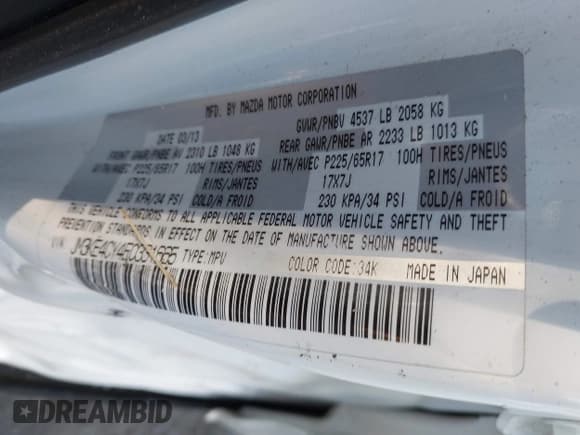 MFD. BY MAZDA MOTOR CORPORATION
DATE 03/13 GVWR/PNBV 4537 LB 2058 KG
FRONT GAWR/PNBE AV 2310 LB 1048 KG REAR GAWR/PNBE AR 2233 LB 1013 KG
WITH/AVEC P225/65R17 100H TIRES/PNEUS WITH/AVEC P225/65R17 100H TIRES/PNEUS
17X7J RIMS/JANTES 17X7J RIMS/JANTES
230 KPA/34 PSI COLD/A FROID 230 KPA/34 PSI COLD/A FROID
THIS VEHICLE CONFORMS TO ALL APPLICABLE FEDERAL MOTOR VEHICLE SAFETY AND THEFT
PREVENTION STANDARDS IN EFFECT ON THE DATE OF MANUFACTURE SHOWN ABOVE.
VIN: TYPE:MPV COLOR CODE:34K MADE IN JAPAN
DREAMBID